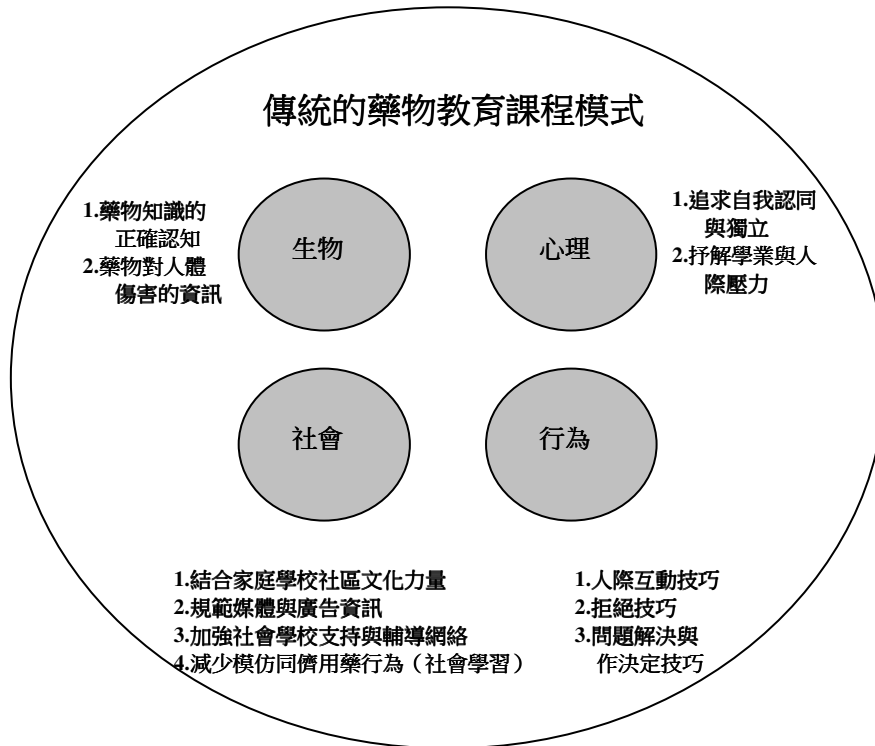 傳統的藥物教育課程模式
1.藥物知識的
正確認知
2.藥物對人體
傷害的資訊
生物
心理
1.追求自我認同
與獨立
2.抒解學業與人
際壓力
社會
行為
1.結合家庭學校社區文化力量
2.規範媒體與廣告資訊
3.加強社會學校支持與輔導網絡
4.減少模仿同儕用藥行為（社會學習）
1.人際互動技巧
2.拒絕技巧
3.問題解決與
作決定技巧